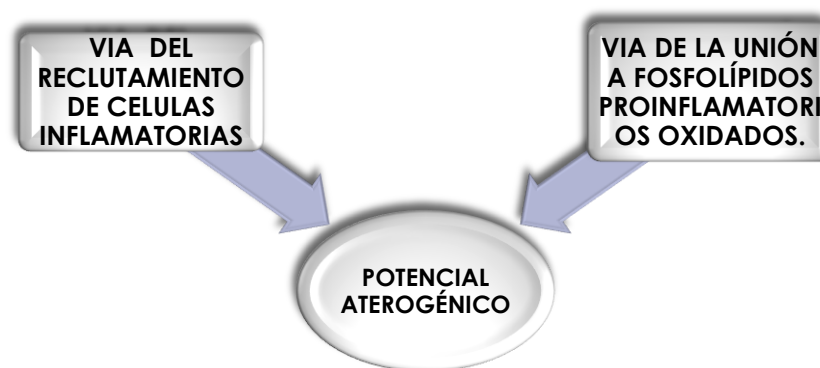 VIA DEL
RECLUTAMIENTO
DE CELULAS
INFLAMATORIAS
VIA DE LA UNIÓN
A FOSFOLÍPIDOS
PROINFLAMATORI
OS OXIDADOS.
POTENCIAL
ATEROGÉNICO